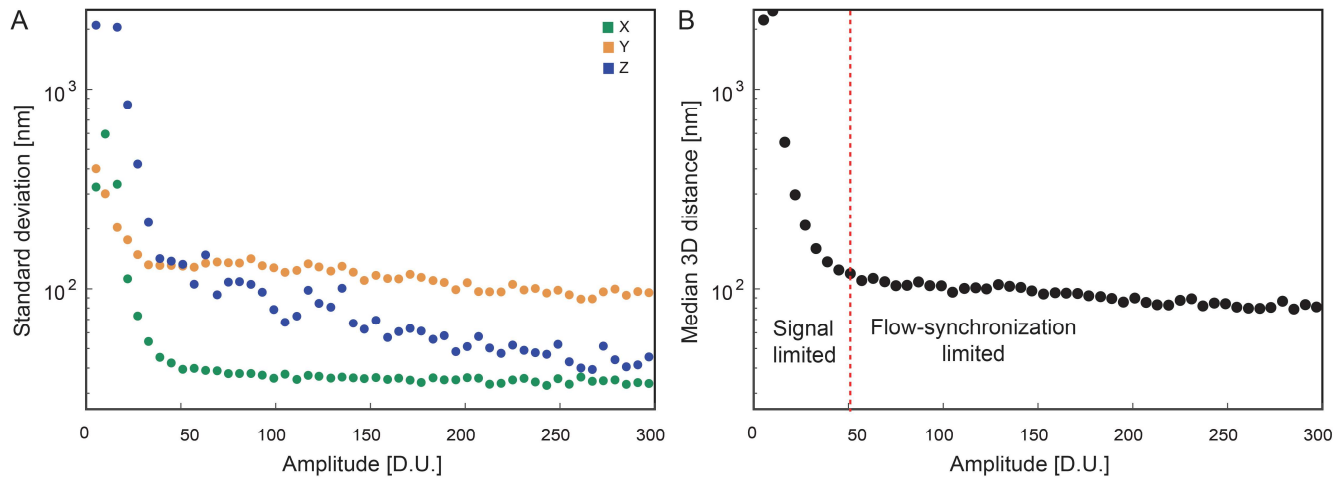 A
Standard deviation [nm]
10³
10²
X
Y
Z
0 50 100 150 200 250 300
Amplitude [D.U.]
B
Median 3D distance [nm]
10³
10²
Signal
limited
Flow-synchronization
limited
0 50 100 150 200 250 300
Amplitude [D.U.]